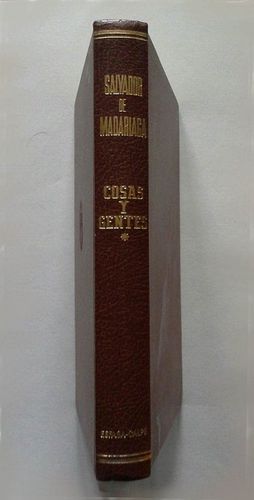 SALVADOR
DE
MADARIAGA
COSAS
Y
GENTES
*
ESPASA-CALPE